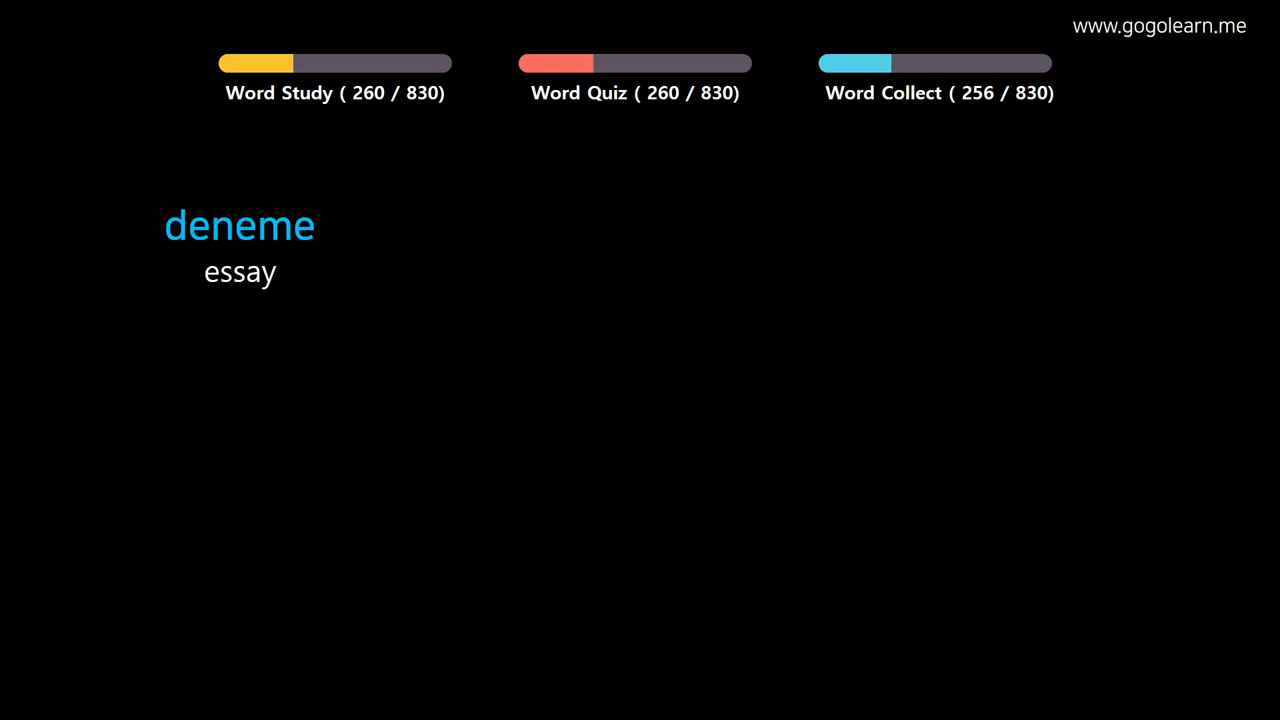 www.gogolearn.me
Word Study ( 260 / 830)
Word Quiz ( 260 / 830)
Word Collect ( 256 / 830)
deneme
essay